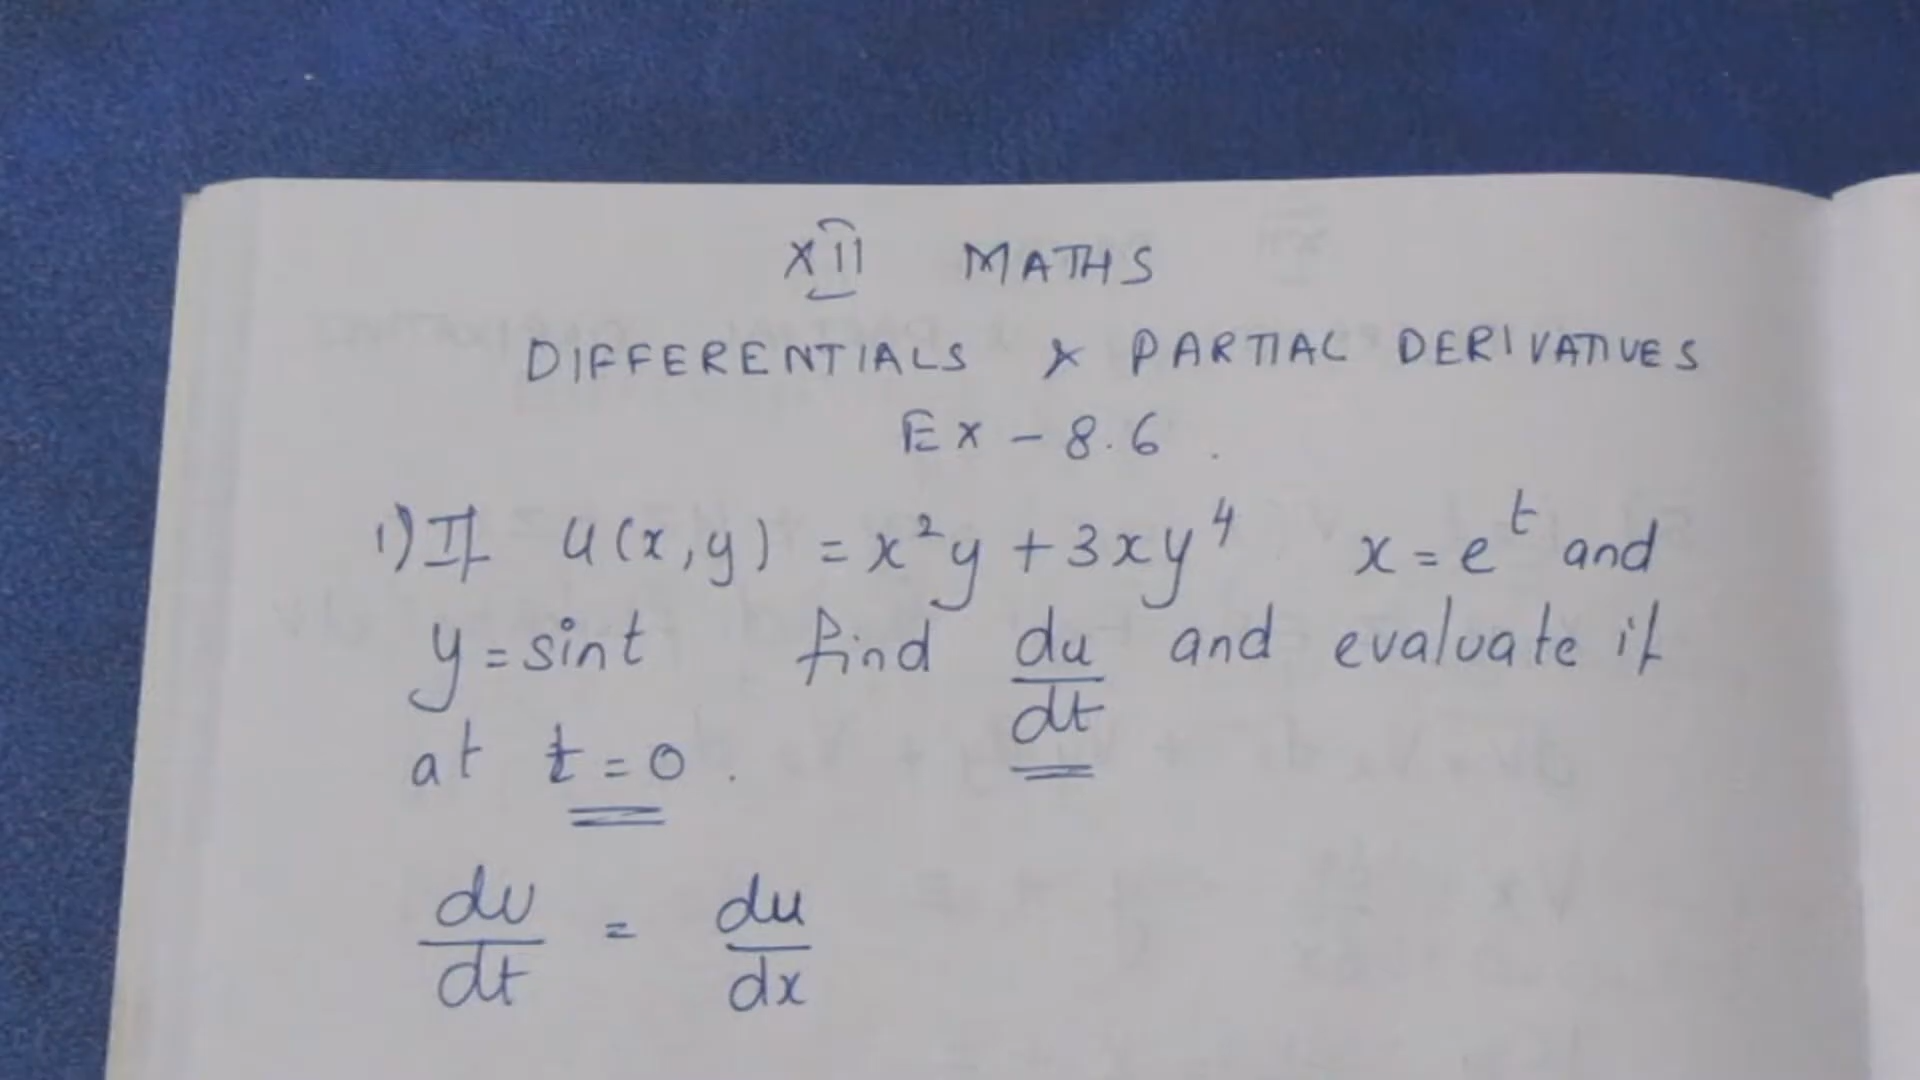 XII MATHS
DIFFERENTIALS & PARTIAL DERIVATIVES
Ex - 8.6.
1) If u(x,y) = x²y + 3xy⁴ x = eᵗ and
y = sint find du/dt and evaluate it
at t = 0.
du/dt = du/dx